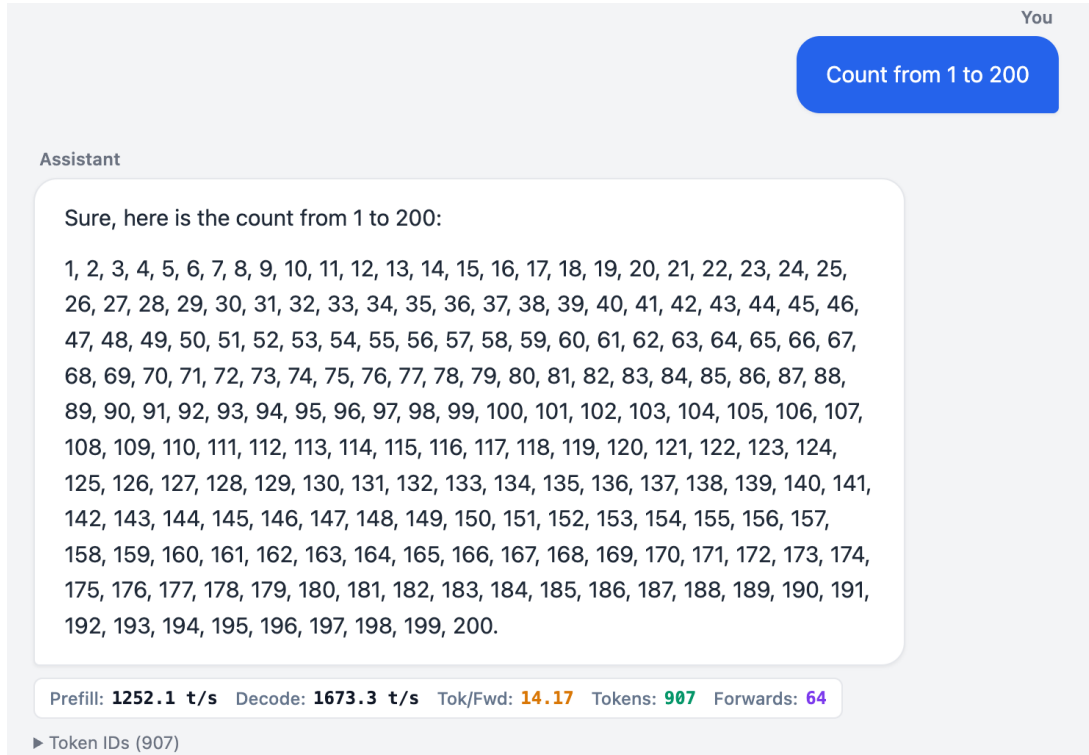 You
Count from 1 to 200
Assistant
Sure, here is the count from 1 to 200:
1, 2, 3, 4, 5, 6, 7, 8, 9, 10, 11, 12, 13, 14, 15, 16, 17, 18, 19, 20, 21, 22, 23, 24, 25,
26, 27, 28, 29, 30, 31, 32, 33, 34, 35, 36, 37, 38, 39, 40, 41, 42, 43, 44, 45, 46,
47, 48, 49, 50, 51, 52, 53, 54, 55, 56, 57, 58, 59, 60, 61, 62, 63, 64, 65, 66, 67,
68, 69, 70, 71, 72, 73, 74, 75, 76, 77, 78, 79, 80, 81, 82, 83, 84, 85, 86, 87, 88,
89, 90, 91, 92, 93, 94, 95, 96, 97, 98, 99, 100, 101, 102, 103, 104, 105, 106, 107,
108, 109, 110, 111, 112, 113, 114, 115, 116, 117, 118, 119, 120, 121, 122, 123, 124,
125, 126, 127, 128, 129, 130, 131, 132, 133, 134, 135, 136, 137, 138, 139, 140, 141,
142, 143, 144, 145, 146, 147, 148, 149, 150, 151, 152, 153, 154, 155, 156, 157,
158, 159, 160, 161, 162, 163, 164, 165, 166, 167, 168, 169, 170, 171, 172, 173, 174,
175, 176, 177, 178, 179, 180, 181, 182, 183, 184, 185, 186, 187, 188, 189, 190, 191,
192, 193, 194, 195, 196, 197, 198, 199, 200.
Prefill: 1252.1 t/s Decode: 1673.3 t/s Tok/Fwd: 14.17 Tokens: 907 Forwards: 64
▶ Token IDs (907)